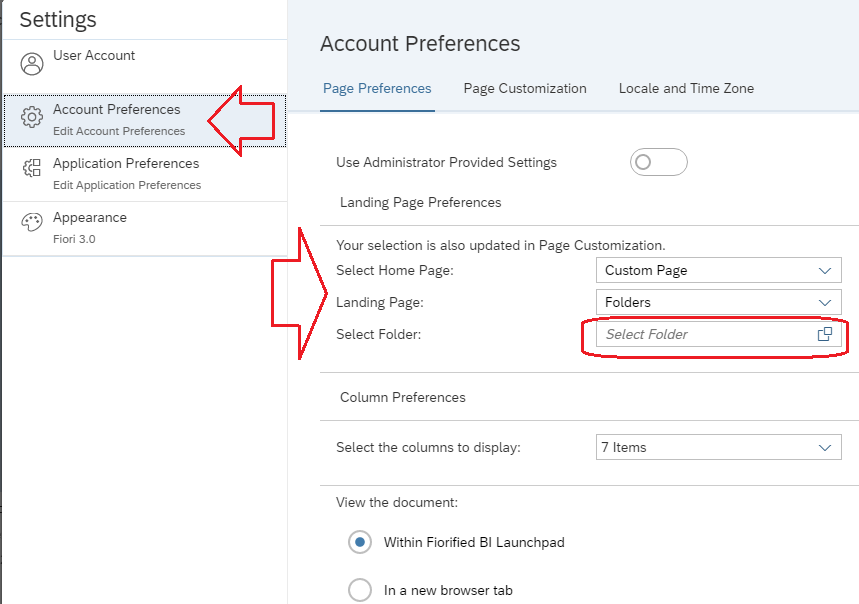 Settings
User Account
Account Preferences
Edit Account Preferences
Application Preferences
Edit Application Preferences
Appearance
Fiori 3.0
Account Preferences
Page Preferences Page Customization Locale and Time Zone
Use Administrator Provided Settings
Landing Page Preferences
Your selection is also updated in Page Customization.
Select Home Page: Custom Page
Landing Page: Folders
Select Folder: Select Folder
Column Preferences
Select the columns to display: 7 Items
View the document:
Within Fiorified BI Launchpad
In a new browser tab